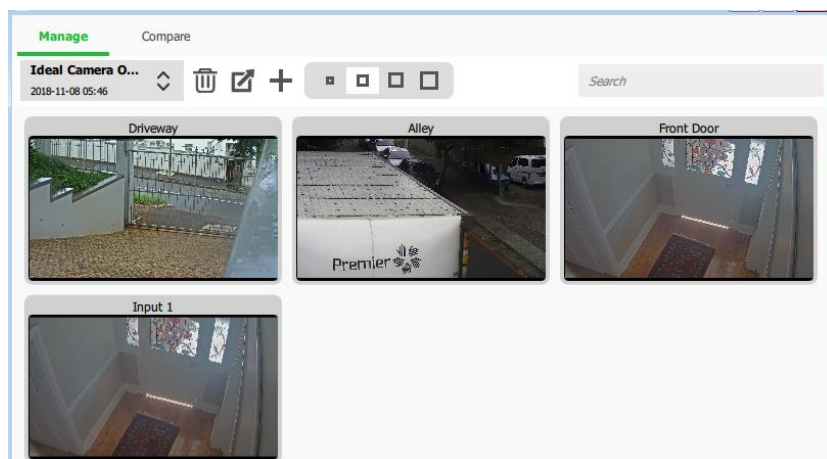 Manage
Compare
Ideal Camera O...
2018-11-08 05:46
Search
Driveway
Alley
Front Door
Premier
Input 1